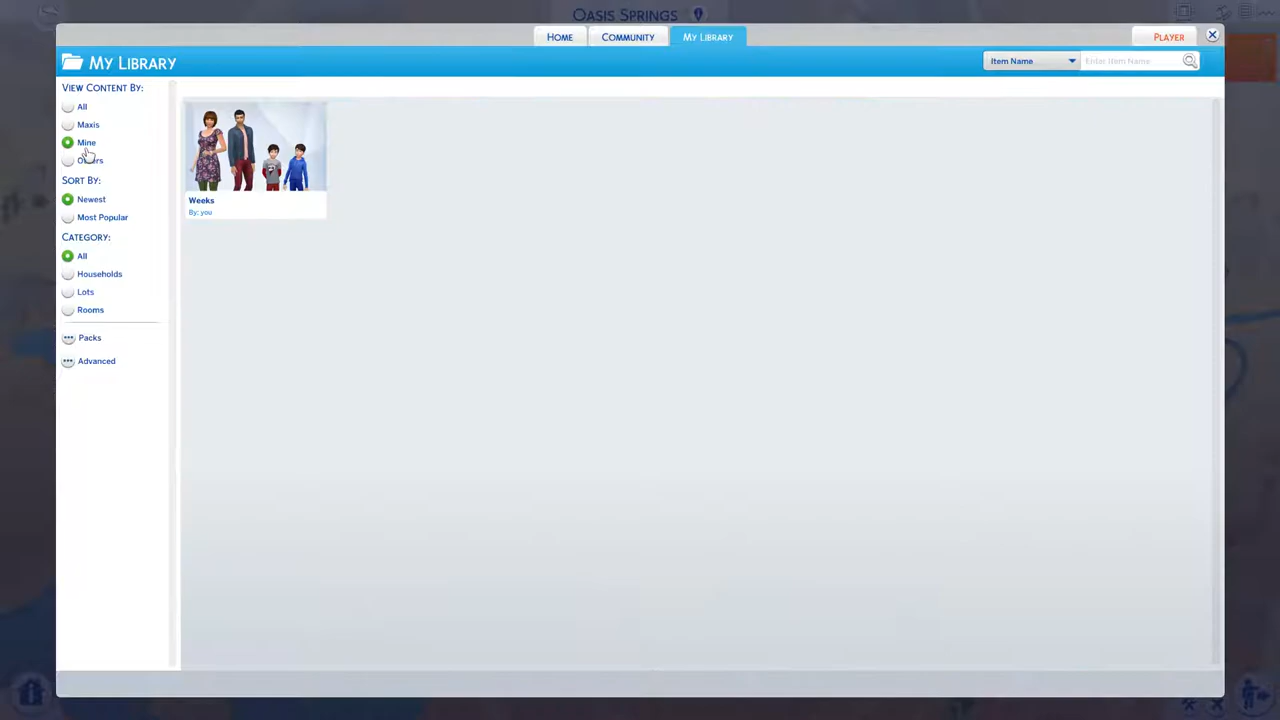 Oasis Springs
Home
Community
My Library
Player
My Library
Item Name
Enter Item Name
View Content By:
All
Maxis
Mine
Others
Sort By:
Newest
Most Popular
Category:
All
Households
Lots
Rooms
Packs
Advanced
Weeks
By: you